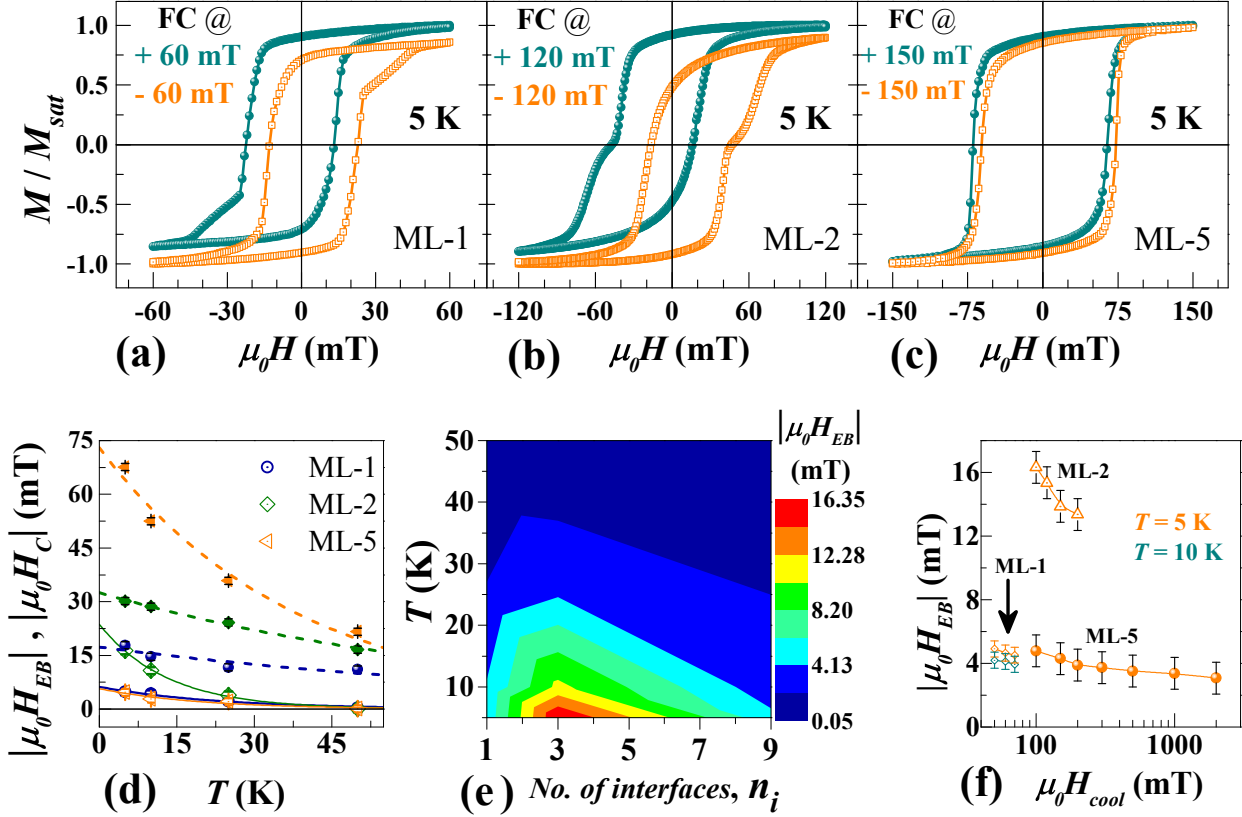 FC @
+ 60 mT
- 60 mT
5 K
ML-1
1.0
0.5
0.0
-0.5
-1.0
M / M_sat
-60 -30 0 30 60
(a) μ₀H (mT)
FC @
+ 120 mT
- 120 mT
5 K
ML-2
-120 -60 0 60 120
(b) μ₀H (mT)
FC @
+ 150 mT
- 150 mT
5 K
ML-5
-150 -75 0 75 150
(c) μ₀H (mT)
|μ₀H_EB| , |μ₀H_C| (mT)
75
60
45
30
15
0
ML-1
ML-2
ML-5
0 15 30 45
(d) T (K)
T (K)
50
40
30
20
10
1 3 5 7 9
(e) No. of interfaces, n_i
|μ₀H_EB|
(mT)
16.35
12.28
8.20
4.13
0.05
|μ₀H_EB| (mT)
16
12
8
4
0
ML-2
T = 5 K
T = 10 K
ML-1
ML-5
100 1000
(f) μ₀H_cool (mT)